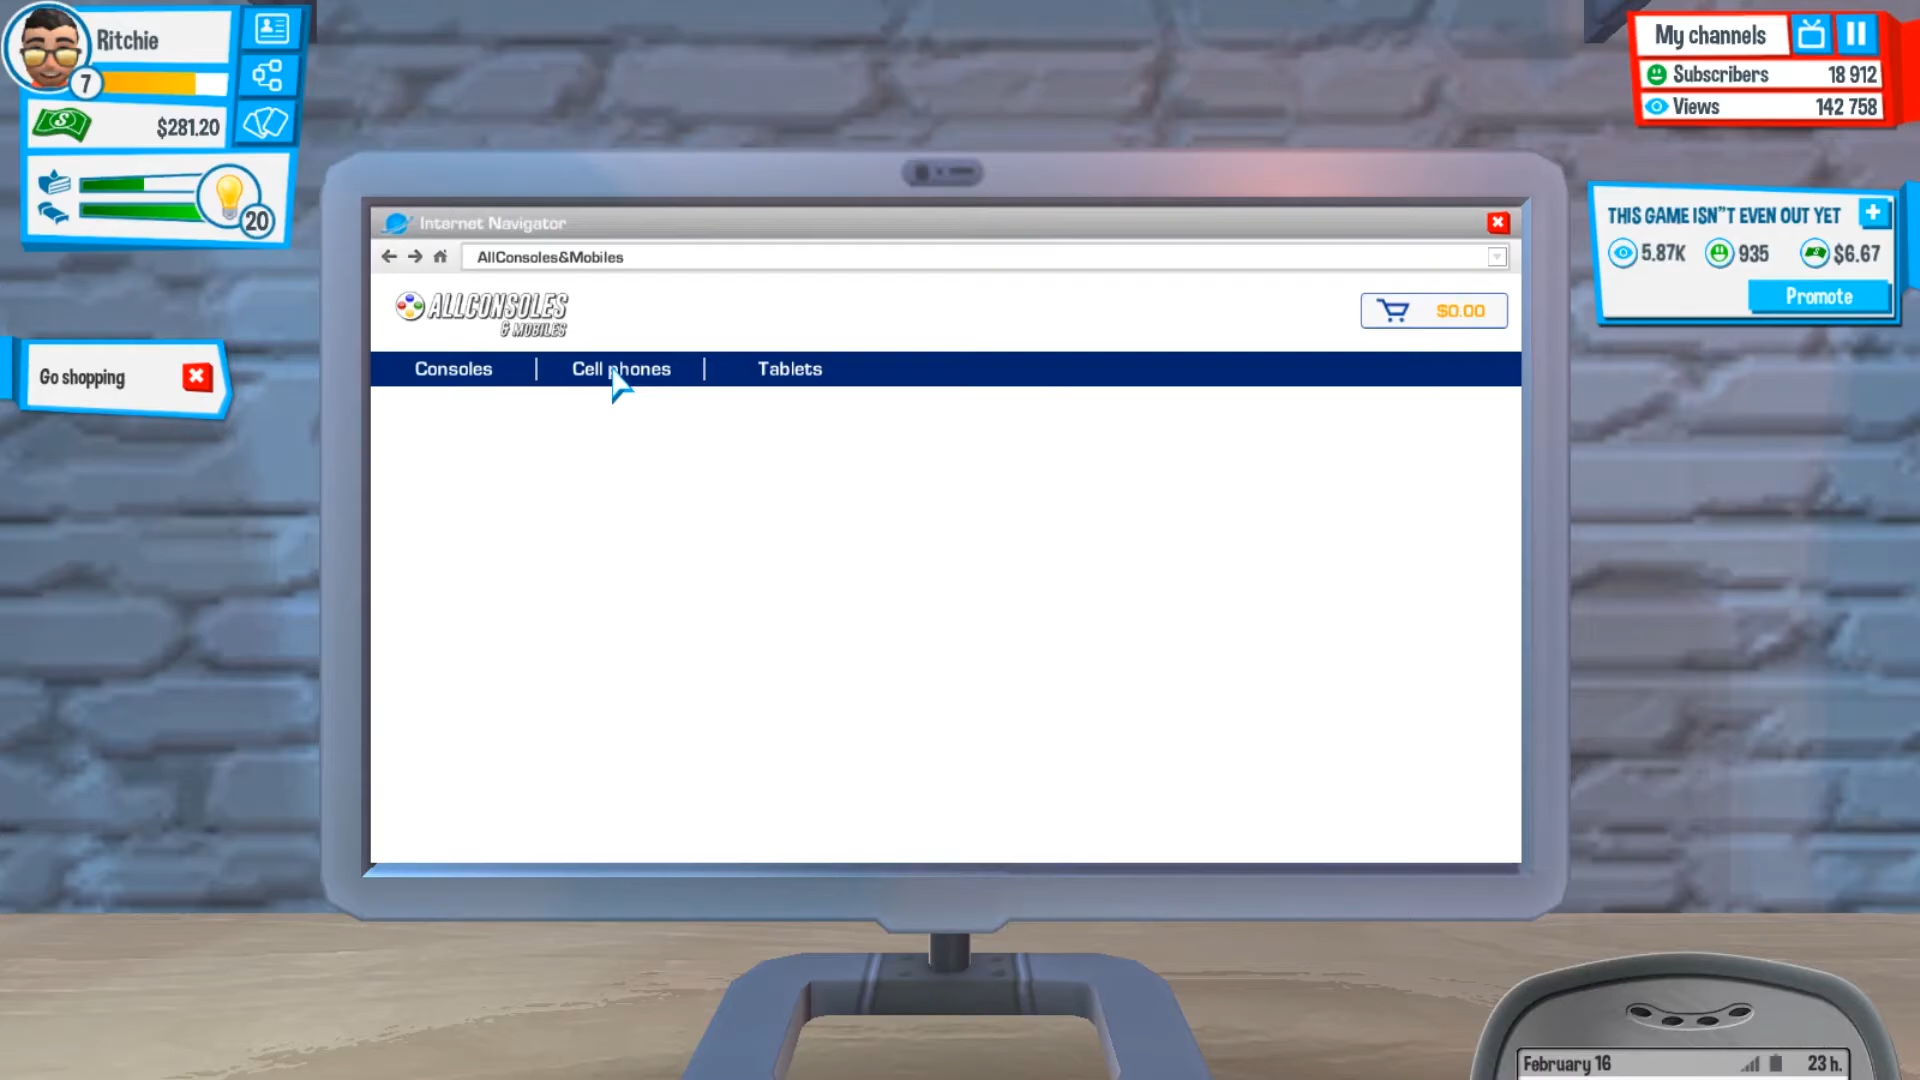 Ritchie
7
$281.20
20
My channels
Subscribers 18 912
Views 142 758
THIS GAME ISN"T EVEN OUT YET
5.87K 935 $6.67
Promote
Go shopping
Internet Navigator
AllConsoles&Mobiles
ALLCONSOLES
& MOBILES
$0.00
Consoles | Cell phones | Tablets
February 16 23 h.